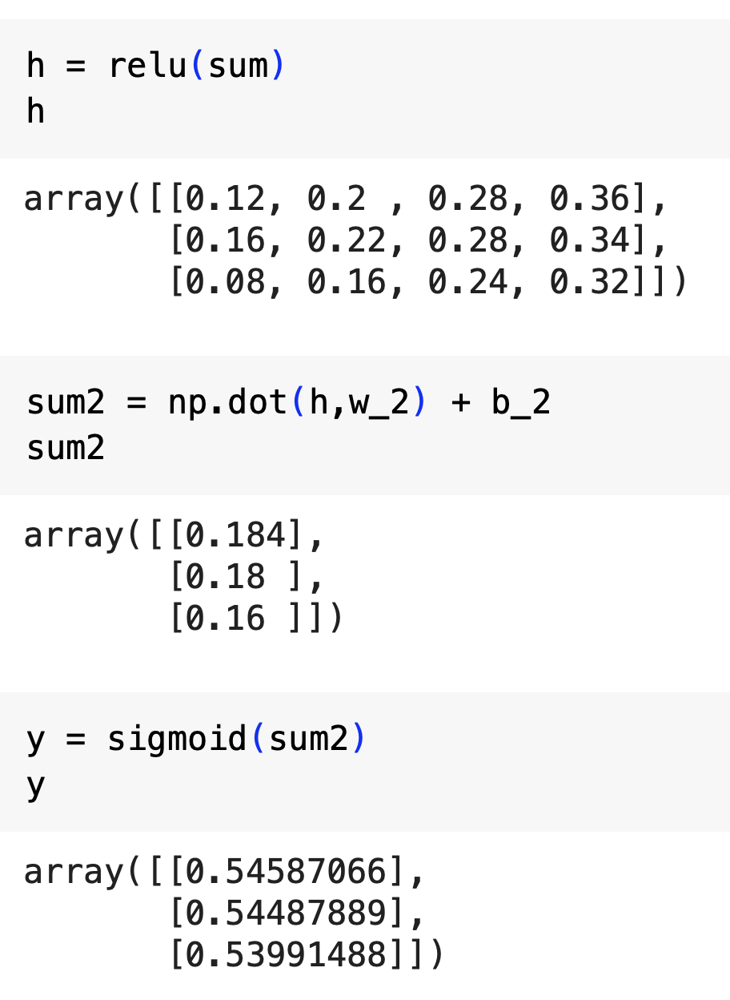 h = relu(sum)
h
array([[0.12, 0.2 , 0.28, 0.36],
       [0.16, 0.22, 0.28, 0.34],
       [0.08, 0.16, 0.24, 0.32]])
sum2 = np.dot(h,w_2) + b_2
sum2
array([[0.184],
       [0.18 ],
       [0.16 ]])
y = sigmoid(sum2)
y
array([[0.54587066],
       [0.54487889],
       [0.53991488]])